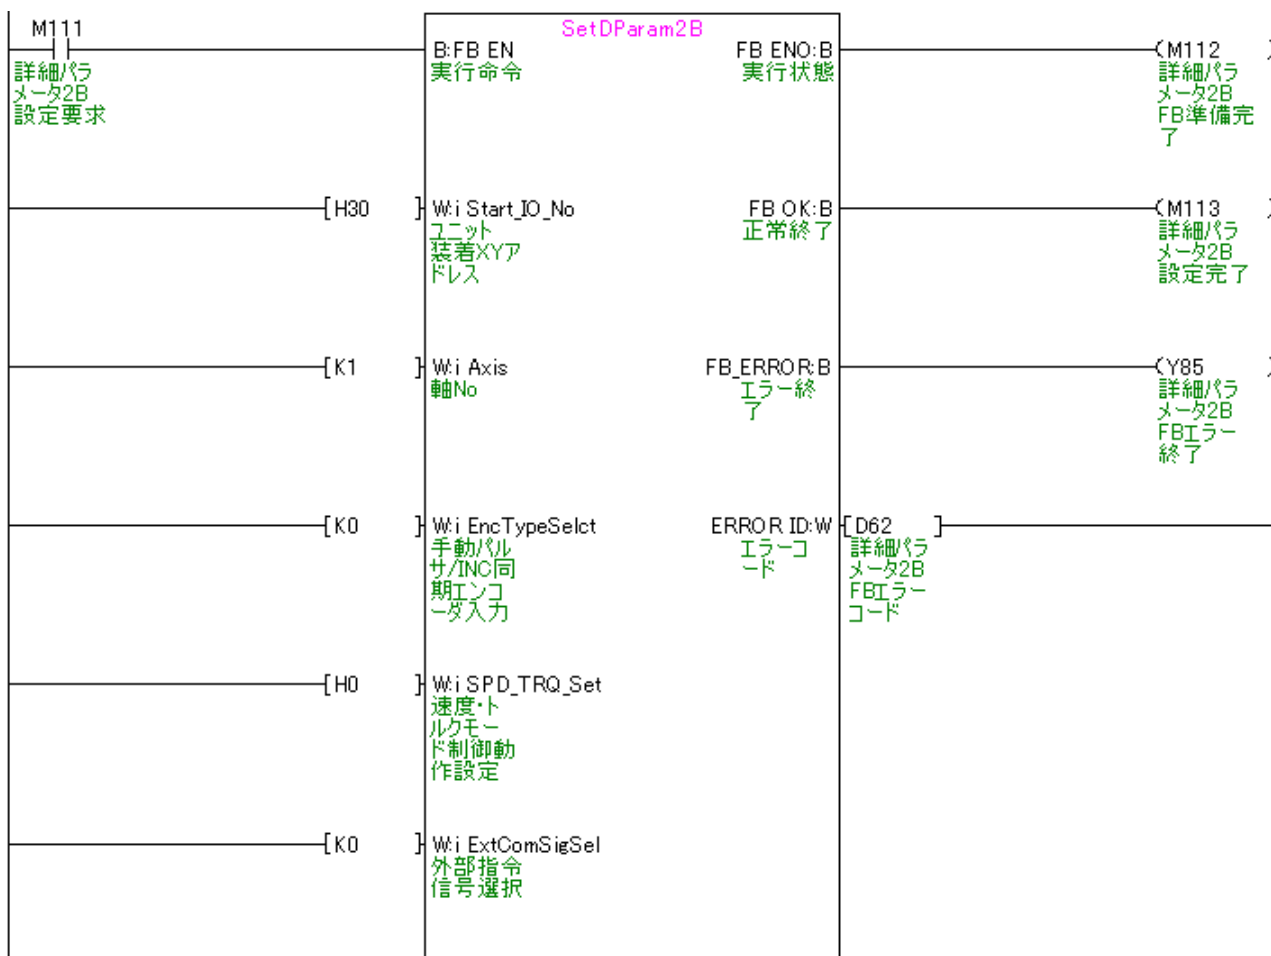 M111
SetDParam2B
B:FB EN
FB ENO:B
(M112 )
詳細パラ
メータ2B
設定要求
実行命令
実行状態
詳細パラ
メータ2B
FB準備完
了
[H30 ]
W:i Start_IO_No
FB OK:B
(M113 )
ユニット
装着XYア
ドレス
正常終了
詳細パラ
メータ2B
設定完了
[K1 ]
W:i Axis
FB_ERROR:B
(Y85 )
軸No
エラー終
了
詳細パラ
メータ2B
FBエラー
終了
[K0 ]
W:i EncTypeSelct
ERROR ID:W
[D62 ]
手動パル
サ/INC同
期エンコ
ーダ入力
エラーコ
ード
詳細パラ
メータ2B
FBエラー
コード
[H0 ]
W:i SPD_TRQ_Set
速度・ト
ルクモー
ド制御動
作設定
[K0 ]
W:i ExtComSigSel
外部指令
信号選択